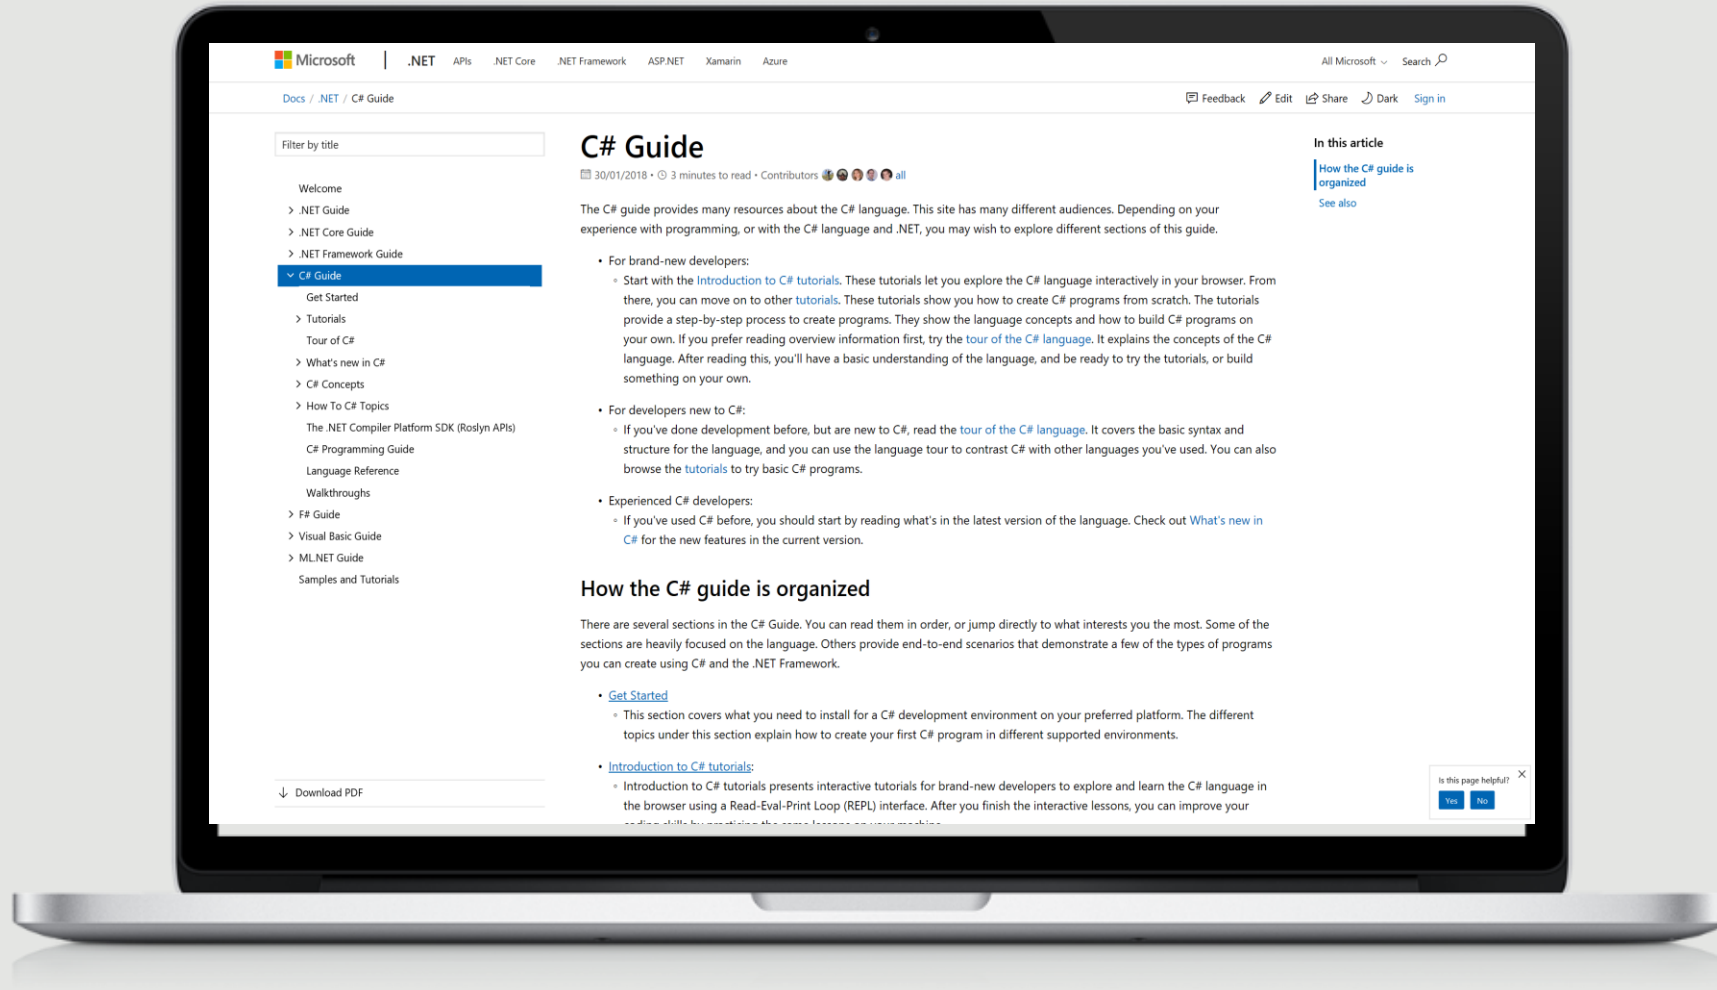 Microsoft
.NET
APIs
.NET Core
.NET Framework
ASP.NET
Xamarin
Azure
All Microsoft
Search
Docs / .NET / C# Guide
Feedback
Edit
Share
Dark
Sign in
Filter by title
Welcome
.NET Guide
.NET Core Guide
.NET Framework Guide
C# Guide
Get Started
Tutorials
Tour of C#
What's new in C#
C# Concepts
How To C# Topics
The .NET Compiler Platform SDK (Roslyn APIs)
C# Programming Guide
Language Reference
Walkthroughs
F# Guide
Visual Basic Guide
ML.NET Guide
Samples and Tutorials
Download PDF
C# Guide
30/01/2018 • 3 minutes to read • Contributors all
The C# guide provides many resources about the C# language. This site has many different audiences. Depending on your
experience with programming, or with the C# language and .NET, you may wish to explore different sections of this guide.
• For brand-new developers:
◦ Start with the Introduction to C# tutorials. These tutorials let you explore the C# language interactively in your browser. From
there, you can move on to other tutorials. These tutorials show you how to create C# programs from scratch. The tutorials
provide a step-by-step process to create programs. They show the language concepts and how to build C# programs on
your own. If you prefer reading overview information first, try the tour of the C# language. It explains the concepts of the C#
language. After reading this, you'll have a basic understanding of the language, and be ready to try the tutorials, or build
something on your own.
• For developers new to C#:
◦ If you've done development before, but are new to C#, read the tour of the C# language. It covers the basic syntax and
structure for the language, and you can use the language tour to contrast C# with other languages you've used. You can also
browse the tutorials to try basic C# programs.
• Experienced C# developers:
◦ If you've used C# before, you should start by reading what's in the latest version of the language. Check out What's new in
C# for the new features in the current version.
How the C# guide is organized
There are several sections in the C# Guide. You can read them in order, or jump directly to what interests you the most. Some of the
sections are heavily focused on the language. Others provide end-to-end scenarios that demonstrate a few of the types of programs
you can create using C# and the .NET Framework.
• Get Started
◦ This section covers what you need to install for a C# development environment on your preferred platform. The different
topics under this section explain how to create your first C# program in different supported environments.
• Introduction to C# tutorials:
◦ Introduction to C# tutorials presents interactive tutorials for brand-new developers to explore and learn the C# language in
the browser using a Read-Eval-Print Loop (REPL) interface. After you finish the interactive lessons, you can improve your
coding skills by practicing the same lessons on your machine.
In this article
How the C# guide is
organized
See also
Is this page helpful?
Yes
No